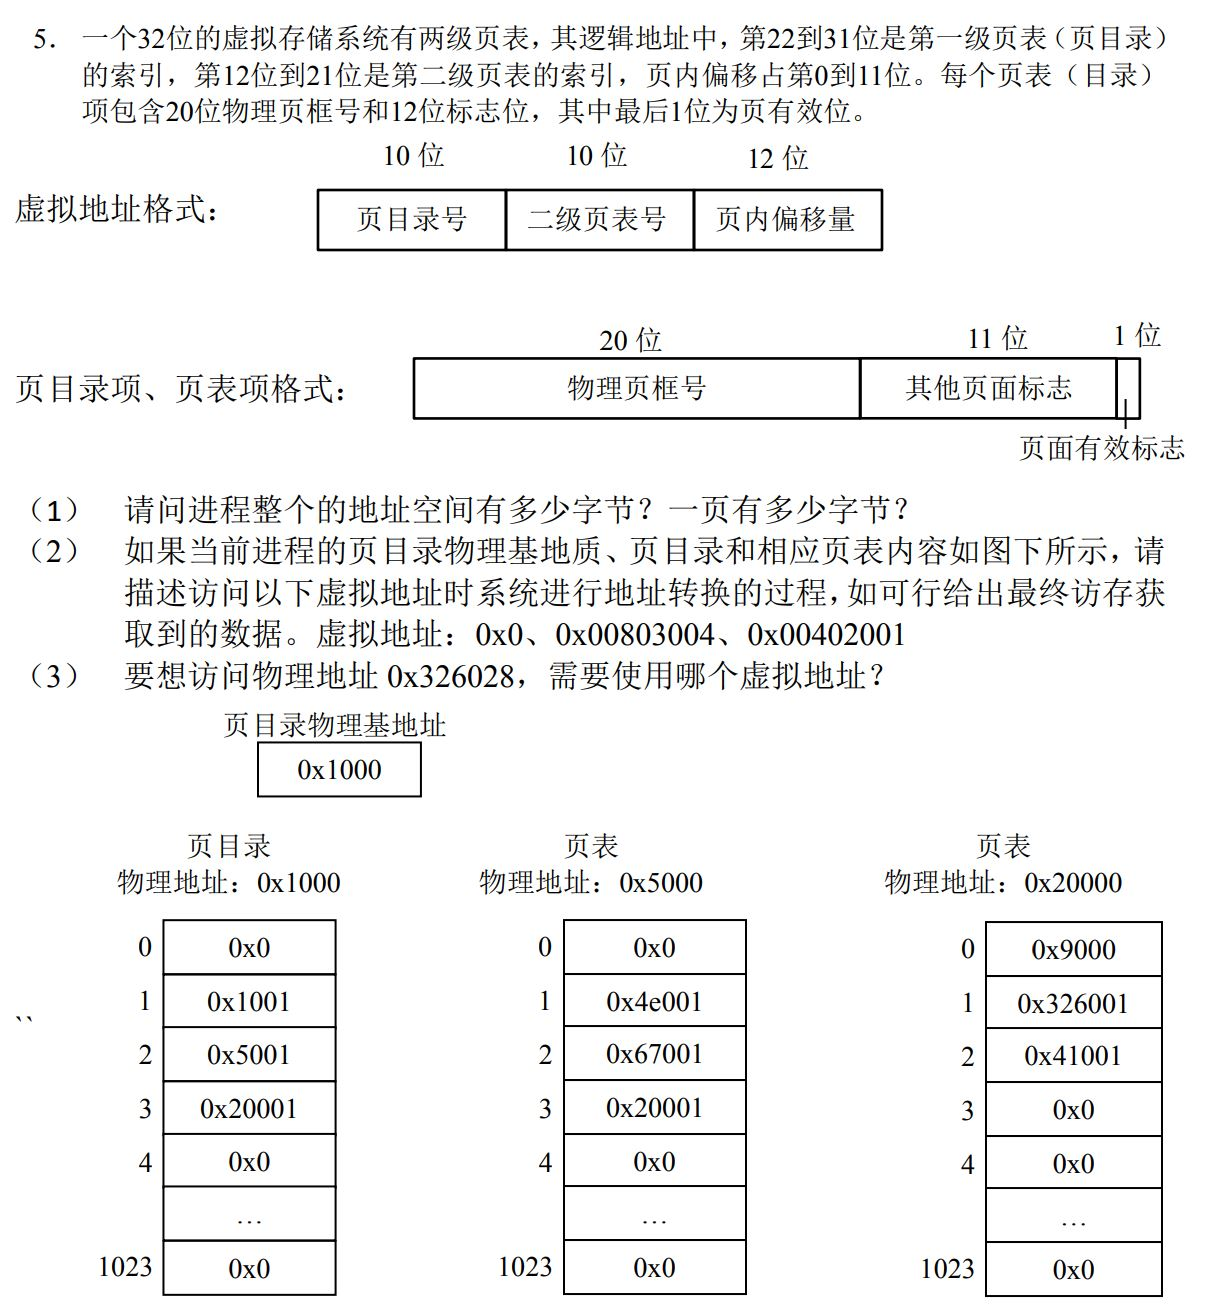 5. 一个32位的虚拟存储系统有两级页表，其逻辑地址中，第22到31位是第一级页表（页目录）
的索引，第12位到21位是第二级页表的索引，页内偏移占第0到11位。每个页表（目录）
项包含20位物理页框号和12位标志位，其中最后1位为页有效位。
10 位 10 位 12 位
虚拟地址格式： 页目录号 二级页表号 页内偏移量
20 位 11 位 1 位
页目录项、页表项格式： 物理页框号 其他页面标志
页面有效标志
（1） 请问进程整个的地址空间有多少字节？一页有多少字节？
（2） 如果当前进程的页目录物理基地质、页目录和相应页表内容如图下所示，请
描述访问以下虚拟地址时系统进行地址转换的过程，如可行给出最终访存获
取到的数据。虚拟地址：0x0、0x00803004、0x00402001
（3） 要想访问物理地址 0x326028，需要使用哪个虚拟地址？
页目录物理基地址
0x1000
页目录 页表 页表
物理地址：0x1000 物理地址：0x5000 物理地址：0x20000
0 0x0 0 0x0 0 0x9000
1 0x1001 1 0x4e001 1 0x326001
``
2 0x5001 2 0x67001 2 0x41001
3 0x20001 3 0x20001 3 0x0
4 0x0 4 0x0 4 0x0
… … …
1023 0x0 1023 0x0 1023 0x0